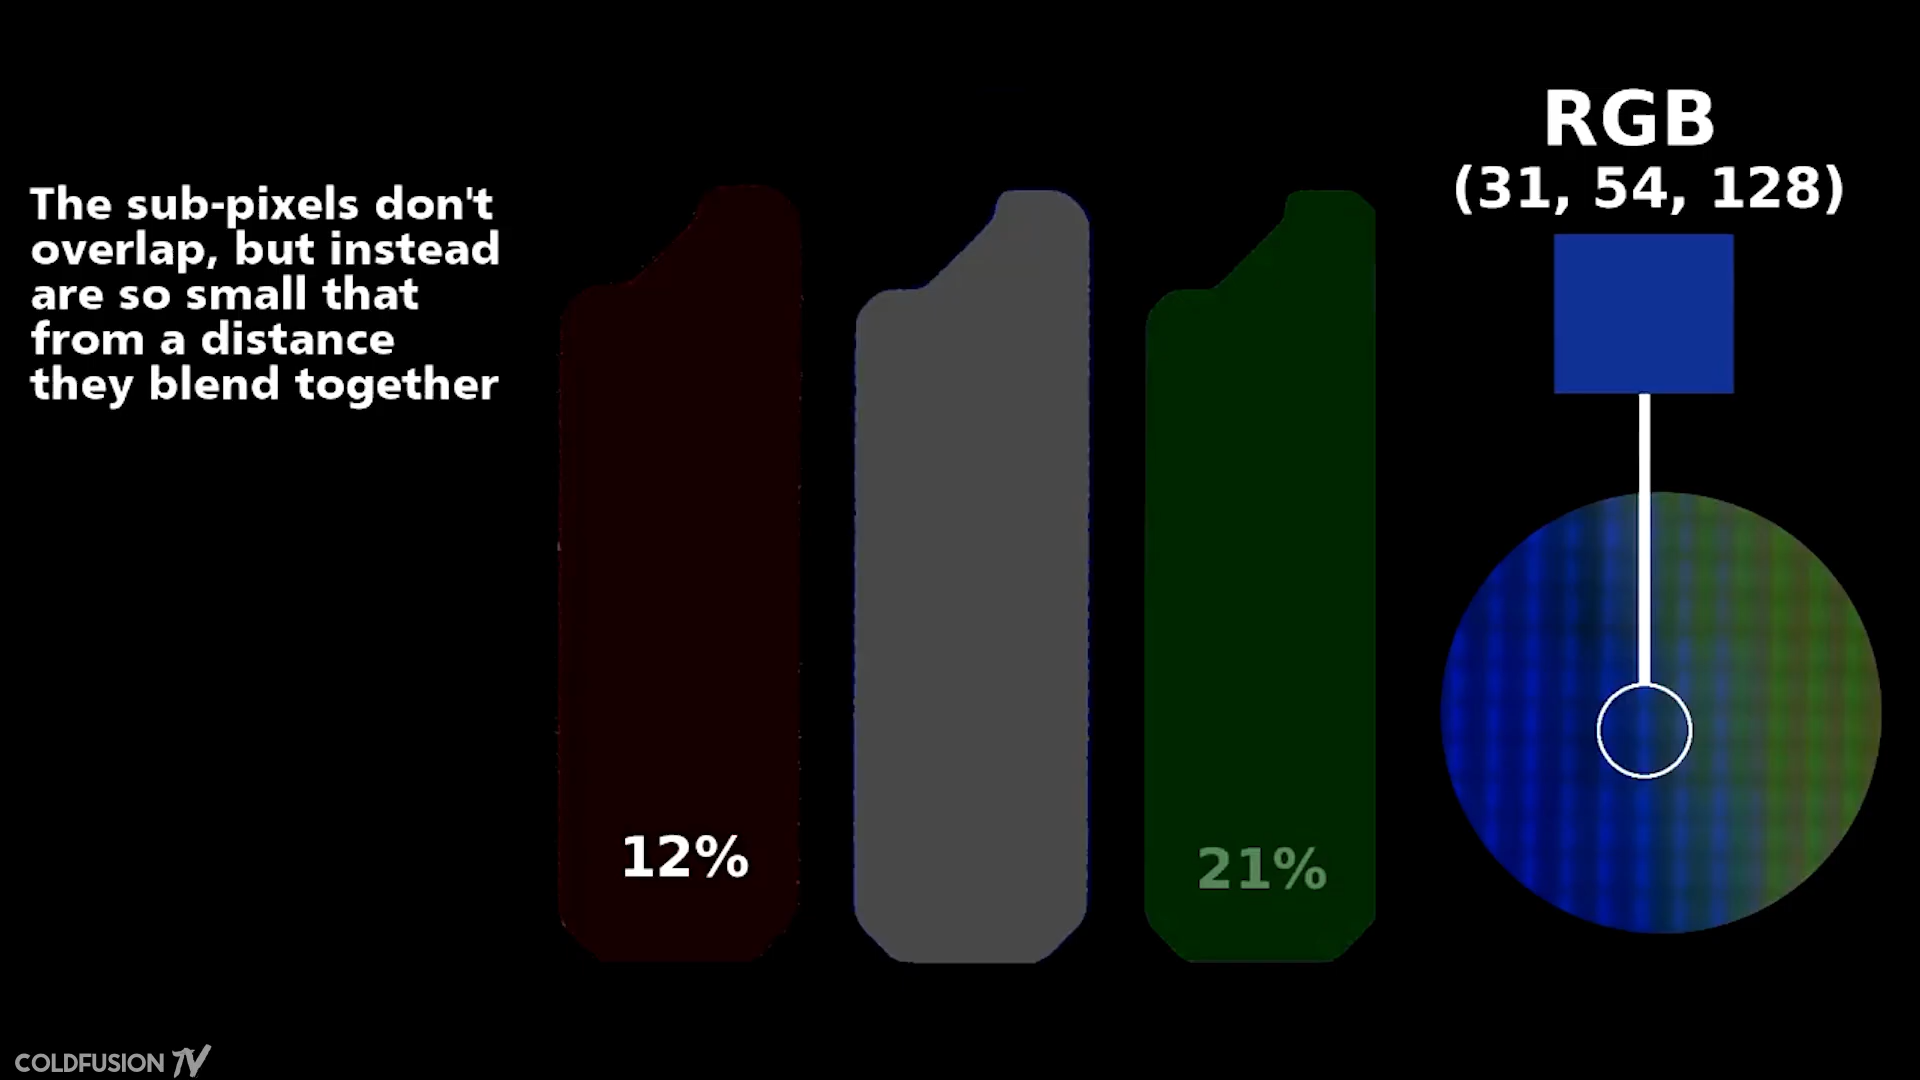 The sub-pixels don't
overlap, but instead
are so small that
from a distance
they blend together
12%
21%
RGB
(31, 54, 128)
COLDFUSION TV